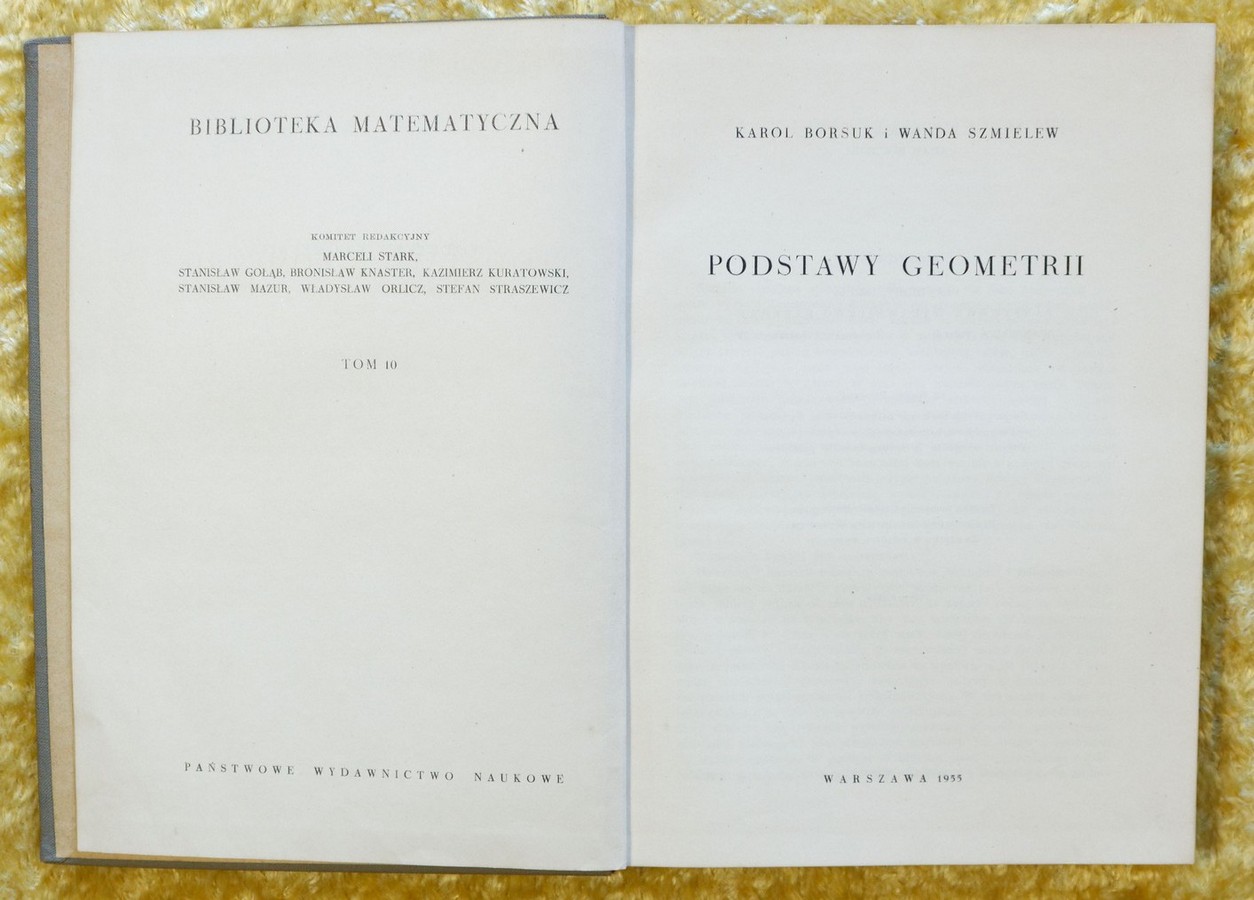 BIBLIOTEKA MATEMATYCZNA
KOMITET REDAKCYJNY
MARCELI STARK,
STANISŁAW GOŁĄB, BRONISŁAW KNASTER, KAZIMIERZ KURATOWSKI,
STANISŁAW MAZUR, WŁADYSŁAW ORLICZ, STEFAN STRASZEWICZ
TOM 10
PAŃSTWOWE WYDAWNICTWO NAUKOWE
KAROL BORSUK i WANDA SZMIELEW
PODSTAWY GEOMETRII
WARSZAWA 1955